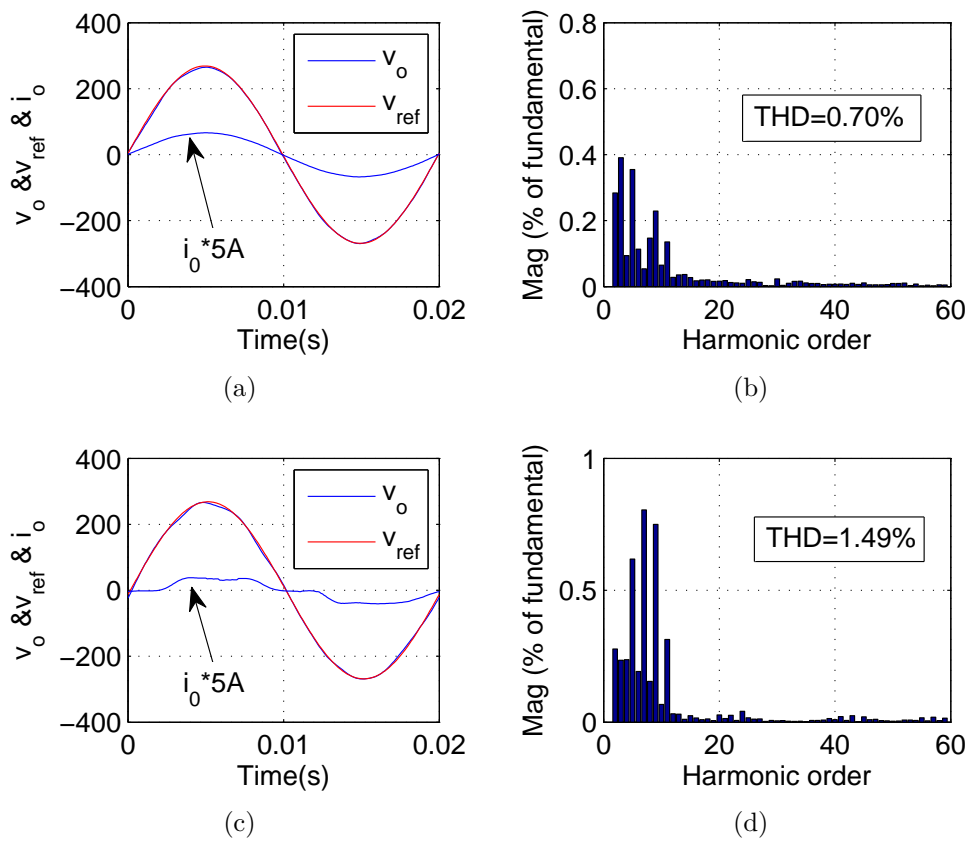 400
200
0
−200
−400
v_o &v_ref & i_o
v_o
v_ref
i_0*5A
0
0.01
0.02
Time(s)
(a)
0.8
0.6
0.4
0.2
0
Mag (% of fundamental)
THD=0.70%
0
20
40
60
Harmonic order
(b)
400
200
0
−200
−400
v_o &v_ref & i_o
v_o
v_ref
i_0*5A
0
0.01
0.02
Time(s)
(c)
1
0.5
0
Mag (% of fundamental)
THD=1.49%
0
20
40
60
Harmonic order
(d)